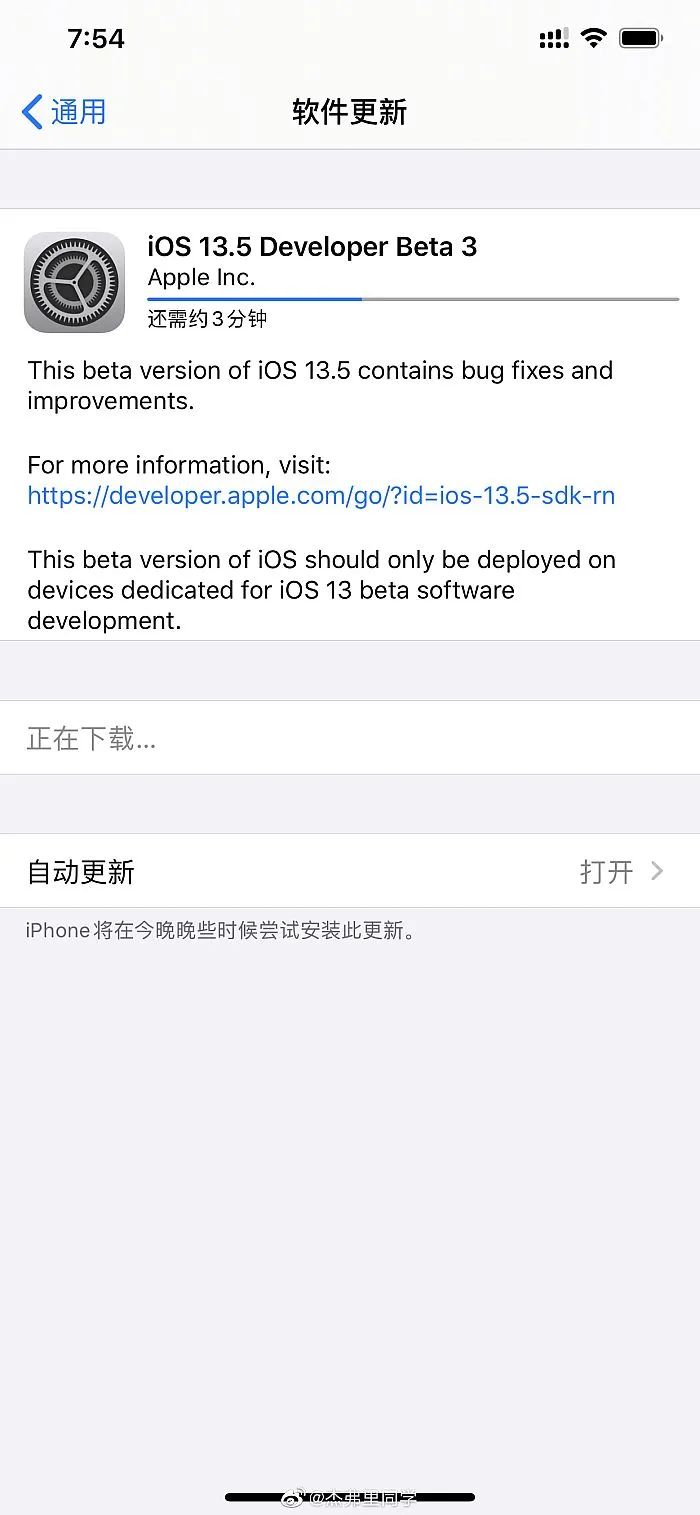 7:54
通用
软件更新
iOS 13.5 Developer Beta 3
Apple Inc.
还需约3分钟
This beta version of iOS 13.5 contains bug fixes and
improvements.
For more information, visit:
https://developer.apple.com/go/?id=ios-13.5-sdk-rn
This beta version of iOS should only be deployed on
devices dedicated for iOS 13 beta software
development.
正在下载...
自动更新 打开
iPhone将在今晚晚些时候尝试安装此更新。
@杰弗里同学